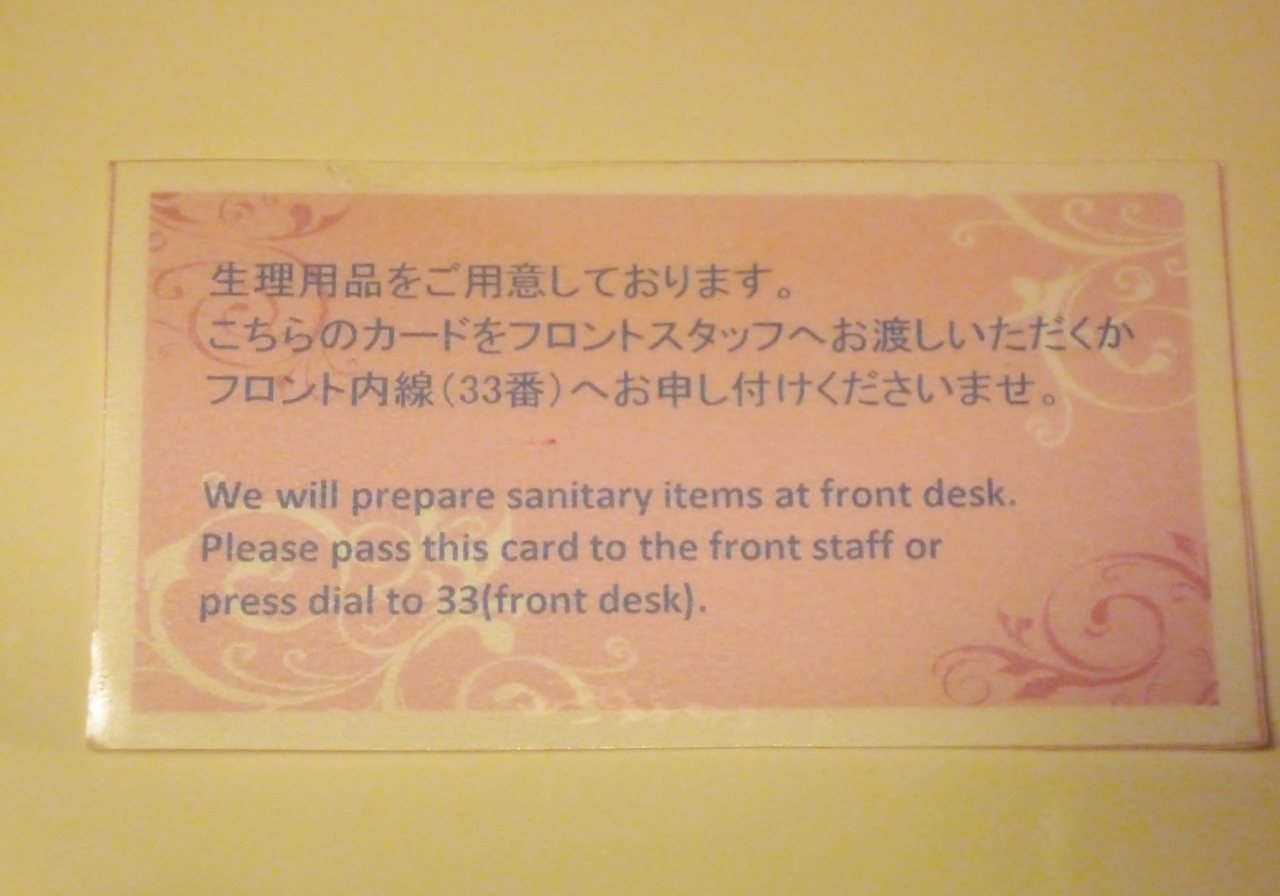 生理用品をご用意しております。
こちらのカードをフロントスタッフへお渡しいただくか
フロント内線（33番）へお申し付けくださいませ。
We will prepare sanitary items at front desk.
Please pass this card to the front staff or
press dial to 33(front desk).